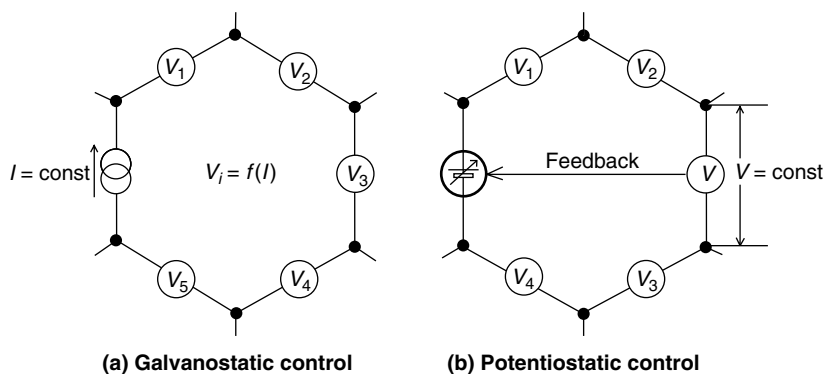 V1
V2
I = const
Vi = f(I)
V3
V5
V4
(a) Galvanostatic control
V1
V2
Feedback
V
V = const
V4
V3
(b) Potentiostatic control